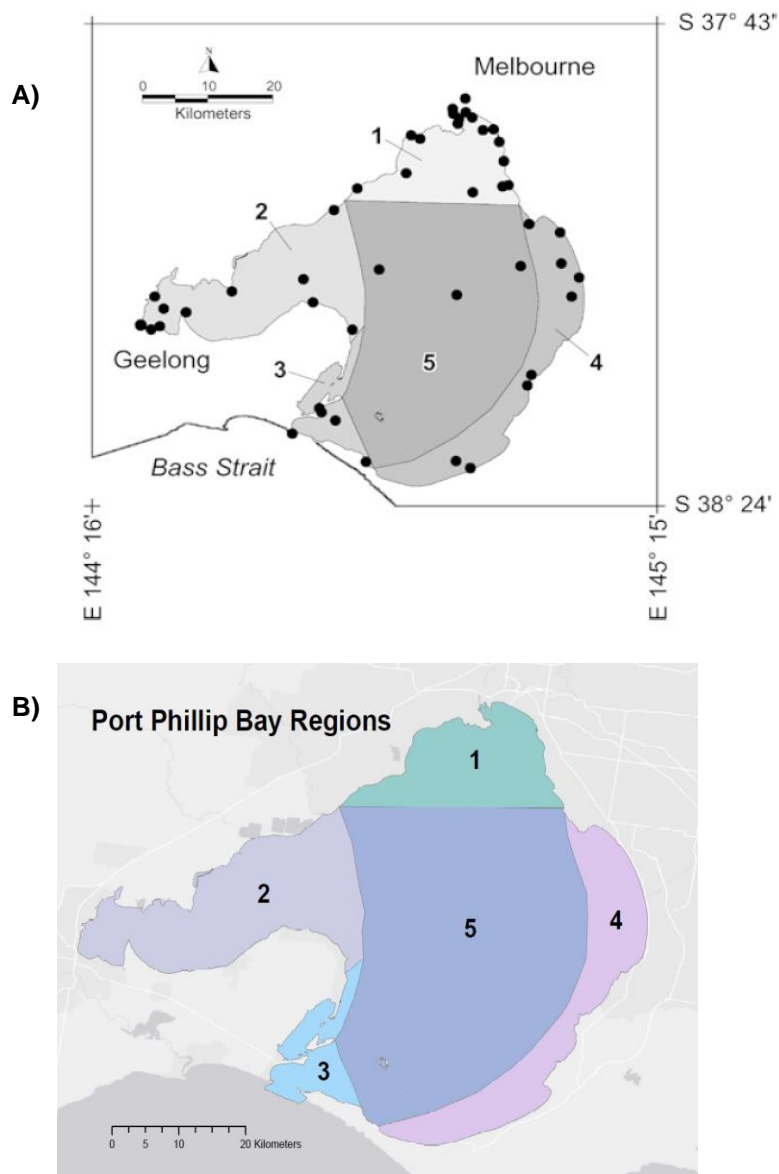 A)
S 37° 43"
N
Melbourne
0 10 20
Kilometers
1
2
Geelong
3
5
4
Bass Strait
S 38° 24'
E 144° 16'
E 145° 15'
B)
Port Phillip Bay Regions
1
2
5
4
3
0 5 10 20 Kilometers